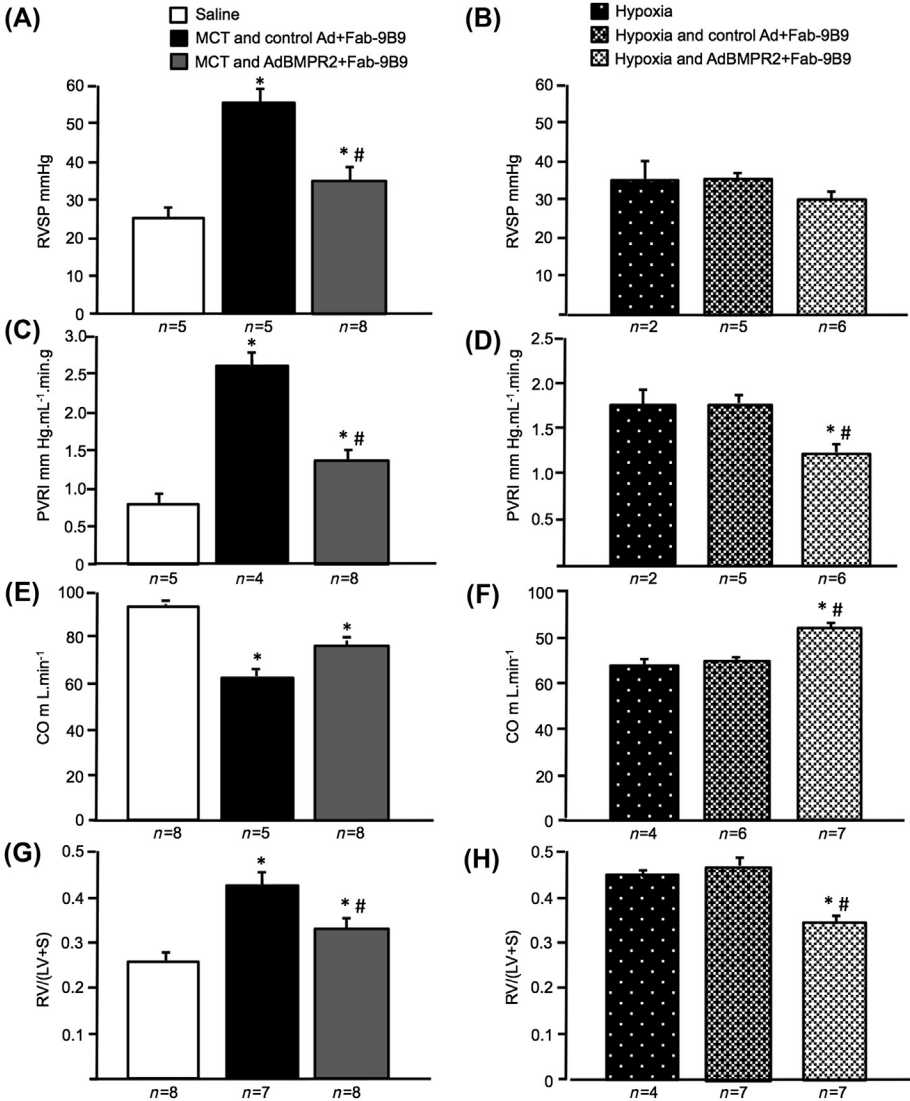 (A)
Saline
MCT and control Ad+Fab-9B9
MCT and AdBMPR2+Fab-9B9
RVSP mmHg
60
50
40
30
20
10
0
*
* #
n=5
n=5
n=8
(B)
Hypoxia
Hypoxia and control Ad+Fab-9B9
Hypoxia and AdBMPR2+Fab-9B9
RVSP mmHg
60
50
40
30
20
10
n=2
n=5
n=6
(C)
PVRI mm Hg.mL-1.min.g
3.0
2.5
2.0
1.5
1.0
0.5
0
*
* #
n=5
n=4
n=8
(D)
PVRI mm Hg.mL-1.min.g
2.5
2.0
1.5
1.0
0.5
* #
n=2
n=5
n=6
(E)
CO m L.min-1
100
80
60
40
20
0
*
*
n=8
n=5
n=8
(F)
CO m L.min-1
100
50
60
40
20
0
* #
n=4
n=6
n=7
(G)
RV/(LV+S)
0.5
0.4
0.3
0.2
0.1
*
* #
n=8
n=7
n=8
(H)
RV/(LV+S)
0.5
0.4
0.3
0.2
0.1
0
* #
n=4
n=7
n=7